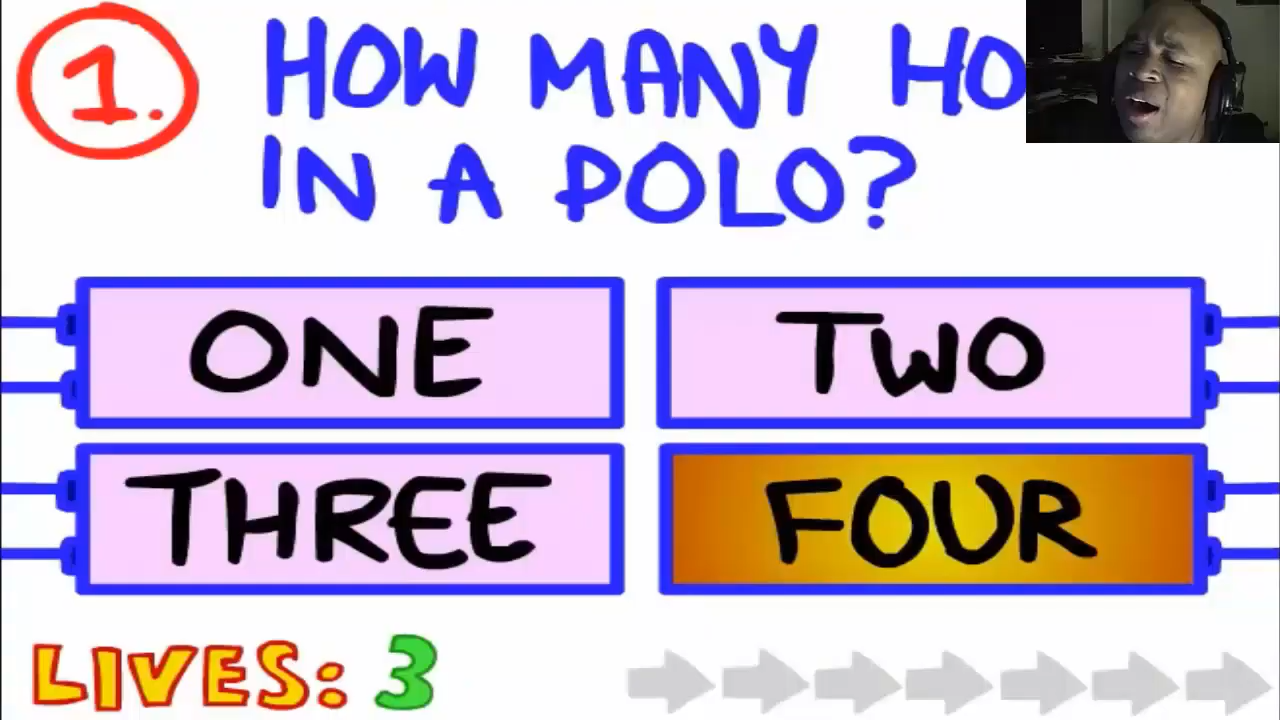 1. HOW MANY HO
IN A POLO?
ONE
TWO
THREE
FOUR
LIVES: 3